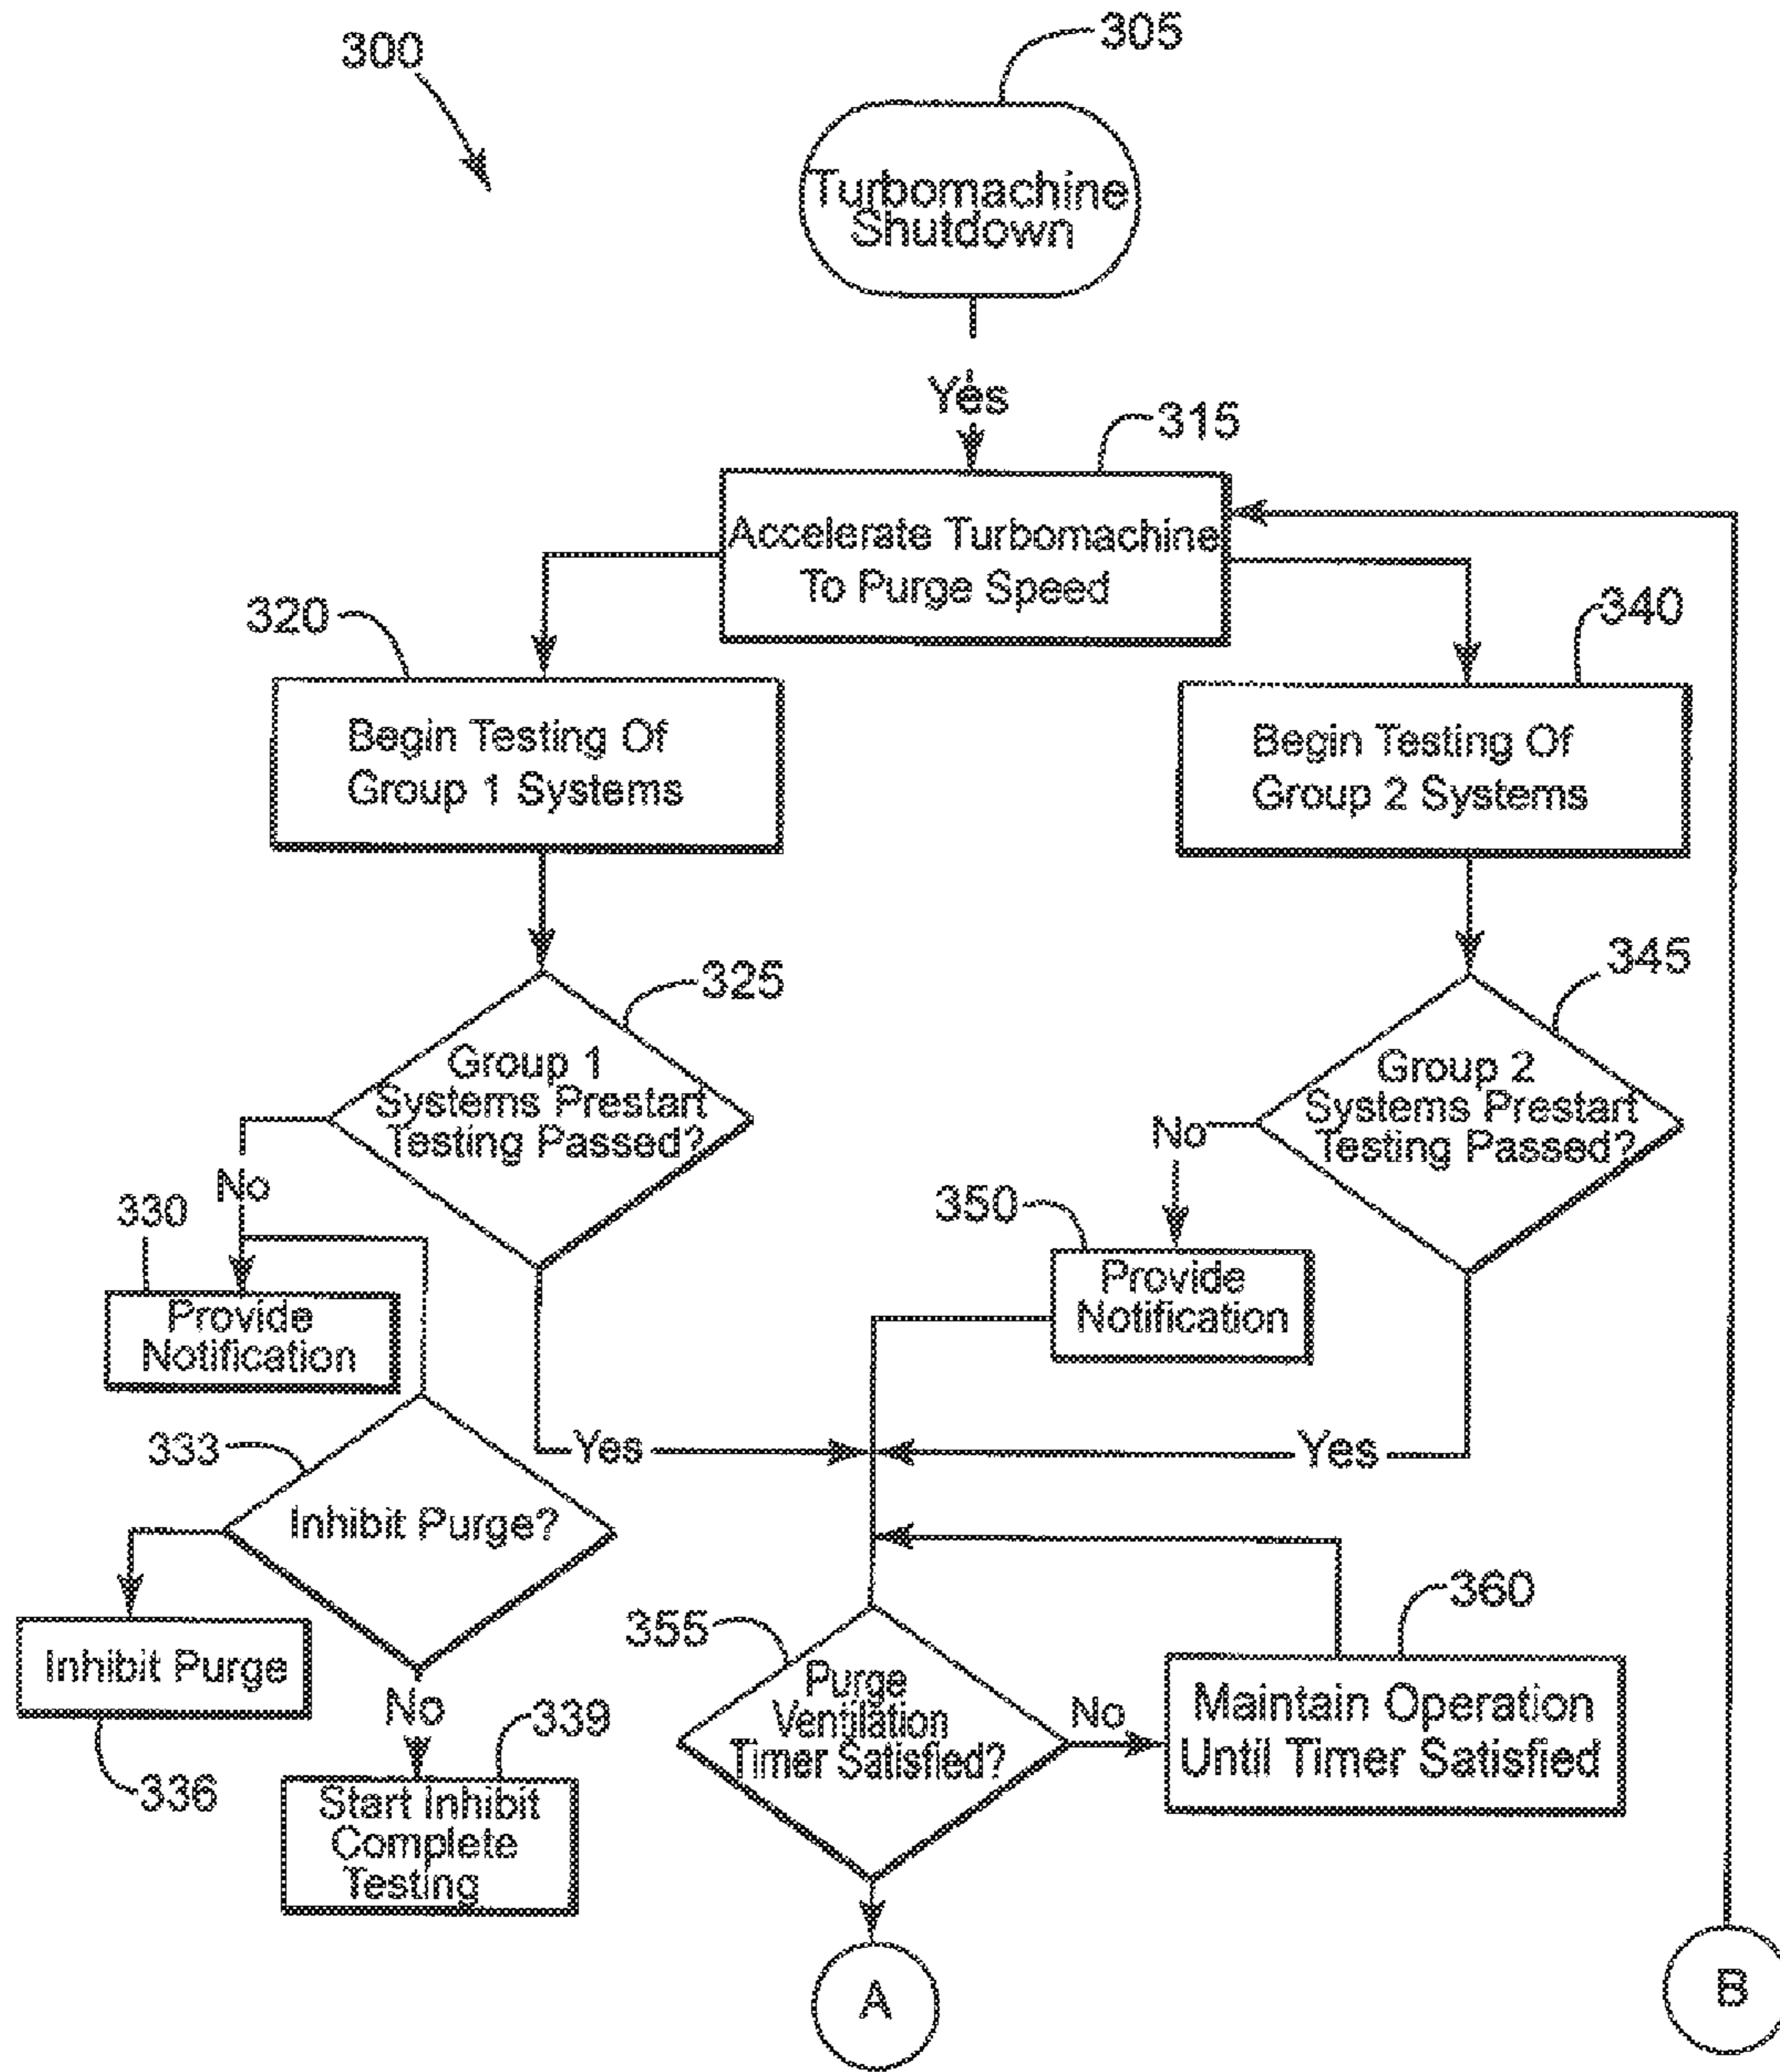 300
305
Turbomachine
Shutdown
Yes
315
Accelerate Turbomachine
To Purge Speed
320
Begin Testing Of
Group 1 Systems
340
Begin Testing Of
Group 2 Systems
325
Group 1
Systems Prestart
Testing Passed?
345
Group 2
Systems Prestart
Testing Passed?
No
330
Provide
Notification
No
350
Provide
Notification
Yes
Yes
333
Inhibit Purge?
Inhibit Purge
336
No
339
Start Inhibit
Complete
Testing
355
Purge
Ventilation
Timer Satisfied?
No
360
Maintain Operation
Until Timer Satisfied
A
B